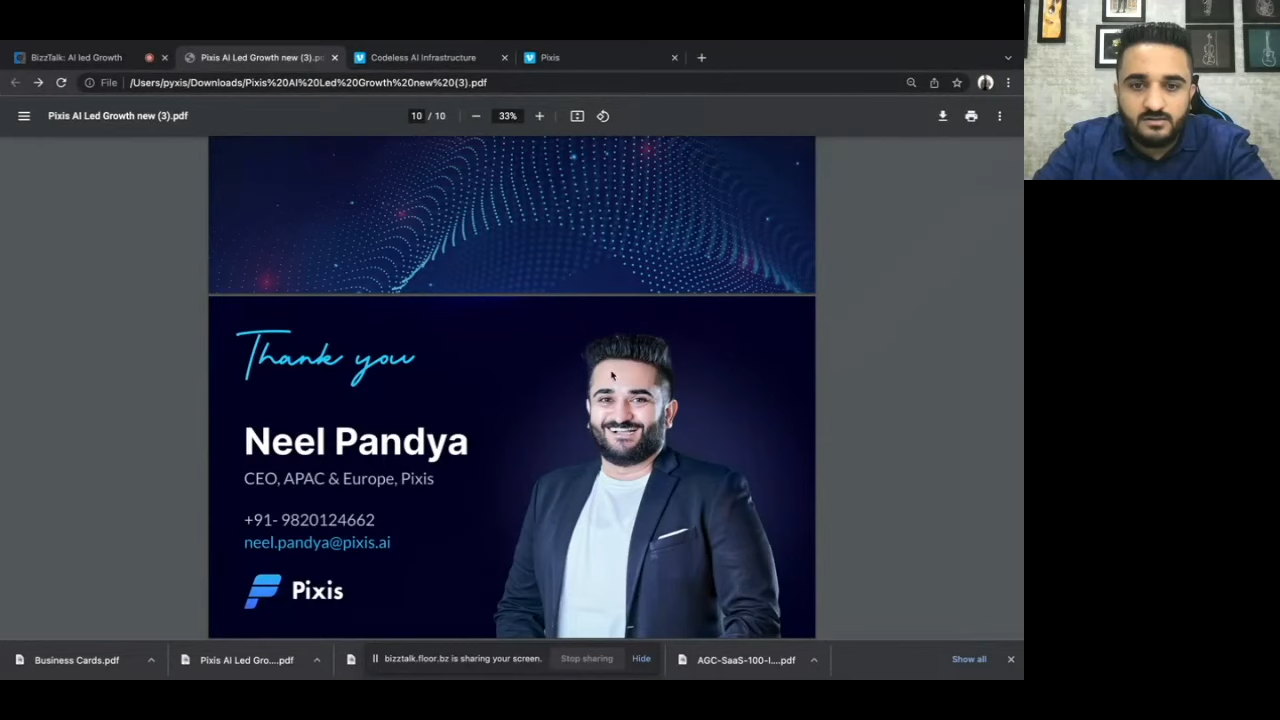 BizzTalk: AI led Growth
Pixis AI Led Growth new (3).pd
Codeless AI Infrastructure
Pixis
File
/Users/pyxis/Downloads/Pixis%20AI%20Led%20Growth%20new%20(3).pdf
Pixis AI Led Growth new (3).pdf
10 / 10
33%
Thank you
Neel Pandya
CEO, APAC & Europe, Pixis
+91- 9820124662
neel.pandya@pixis.ai
Pixis
Business Cards.pdf
Pixis AI Led Gro....pdf
bizztalk.floor.bz is sharing your screen.
Stop sharing
Hide
AGC-SaaS-100-I....pdf
Show all